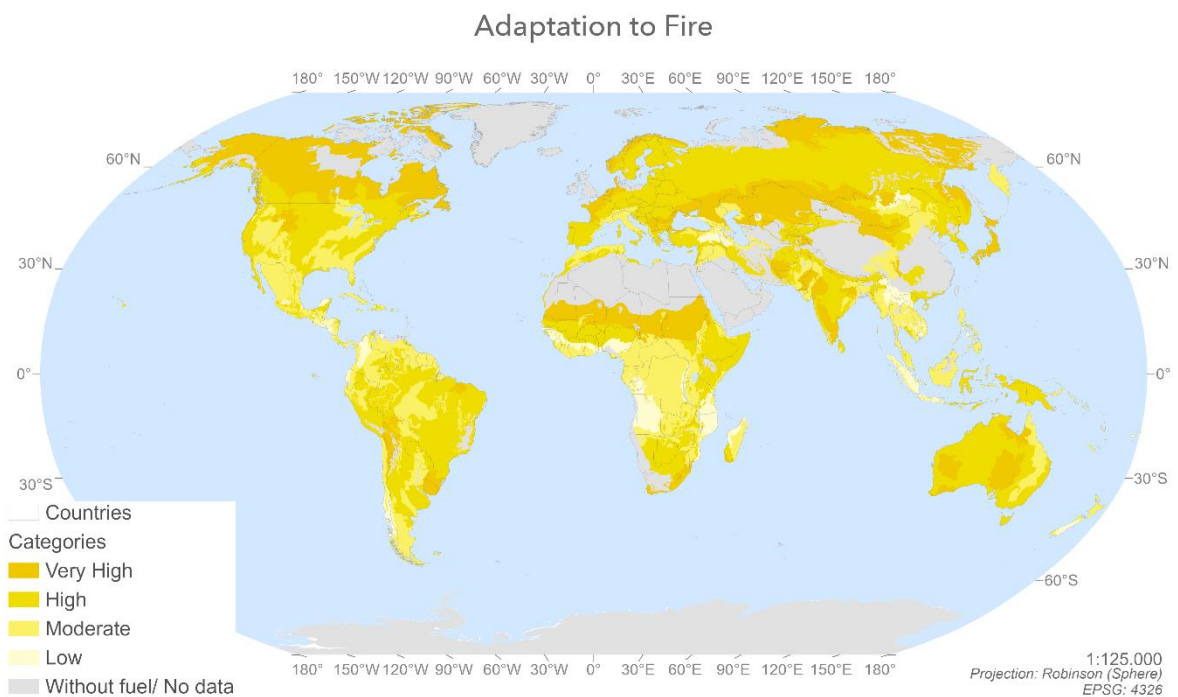 Adaptation to Fire
180° 150°W 120°W 90°W 60°W 30°W 0° 30°E 60°E 90°E 120°E 150°E 180°
60°N 60°N
30°N 30°N
0° 0°
30°S 30°S
60°S
Countries
Categories
Very High
High
Moderate
Low
Without fuel/ No data
180° 150°W 120°W 90°W 60°W 30°W 0° 30°E 60°E 90°E 120°E 150°E 180°
1:125.000
Projection: Robinson (Sphere)
EPSG: 4326